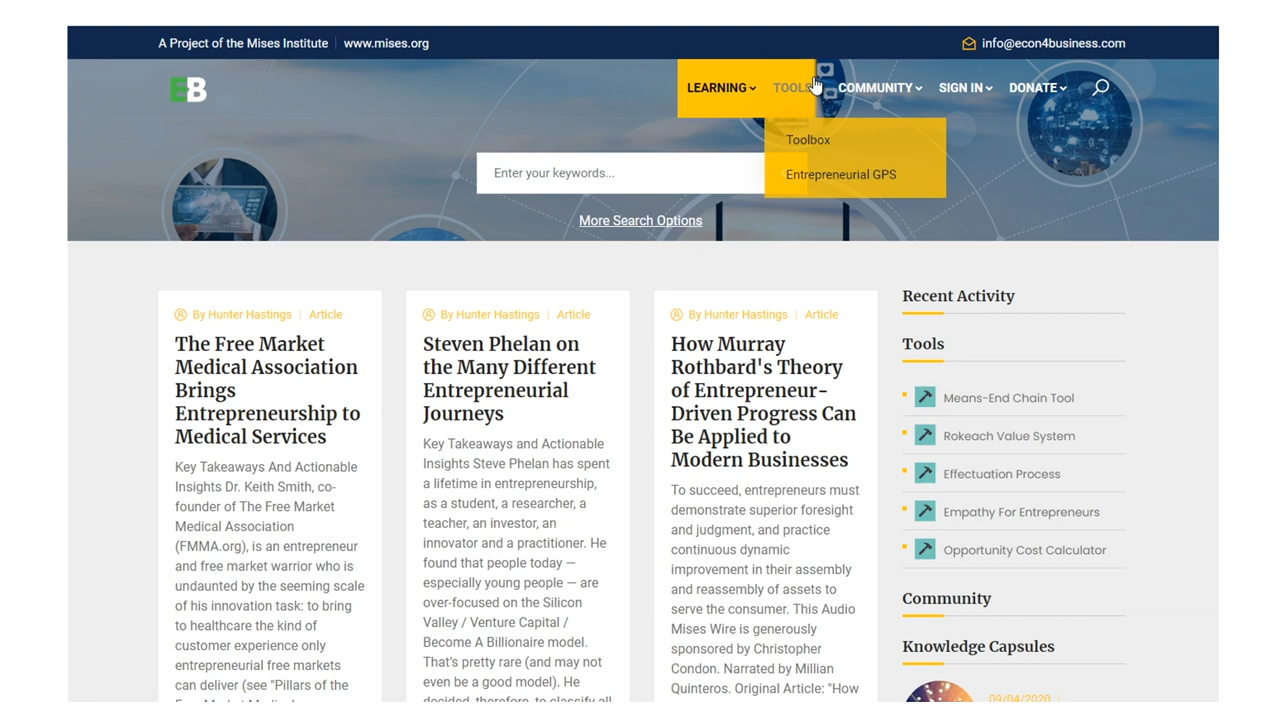 A Project of the Mises Institute www.mises.org info@econ4business.com
EB LEARNING TOOLS COMMUNITY SIGN IN DONATE
Toolbox
Entrepreneurial GPS
Enter your keywords...
More Search Options
By Hunter Hastings Article
The Free Market
Medical Association
Brings
Entrepreneurship to
Medical Services
Key Takeaways And Actionable
Insights Dr. Keith Smith, co-
founder of The Free Market
Medical Association
(FMMA.org), is an entrepreneur
and free market warrior who is
undaunted by the seeming scale
of his innovation task: to bring
to healthcare the kind of
customer experience only
entrepreneurial free markets
can deliver (see "Pillars of the
By Hunter Hastings Article
Steven Phelan on
the Many Different
Entrepreneurial
Journeys
Key Takeaways and Actionable
Insights Steve Phelan has spent
a lifetime in entrepreneurship,
as a student, a researcher, a
teacher, an investor, an
innovator and a practitioner. He
found that people today —
especially young people — are
over-focused on the Silicon
Valley / Venture Capital /
Become A Billionaire model.
That's pretty rare (and may not
even be a good model). He
decided, therefore, to classify all
By Hunter Hastings Article
How Murray
Rothbard's Theory
of Entrepreneur-
Driven Progress Can
Be Applied to
Modern Businesses
To succeed, entrepreneurs must
demonstrate superior foresight
and judgment, and practice
continuous dynamic
improvement in their assembly
and reassembly of assets to
serve the consumer. This Audio
Mises Wire is generously
sponsored by Christopher
Condon. Narrated by Millian
Quinteros. Original Article: "How
Recent Activity
Tools
Means-End Chain Tool
Rokeach Value System
Effectuation Process
Empathy For Entrepreneurs
Opportunity Cost Calculator
Community
Knowledge Capsules
09/04/2020